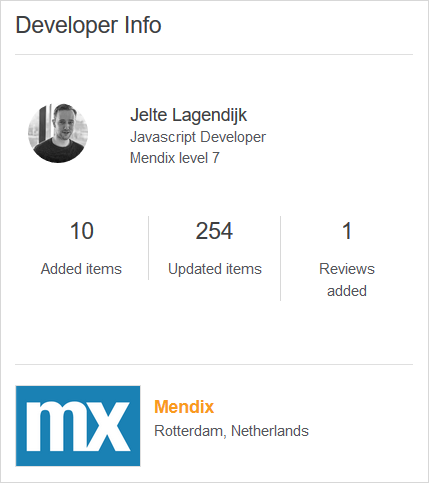 Developer Info
Jelte Lagendijk
Javascript Developer
Mendix level 7
10
Added items
254
Updated items
1
Reviews
added
mx
Mendix
Rotterdam, Netherlands